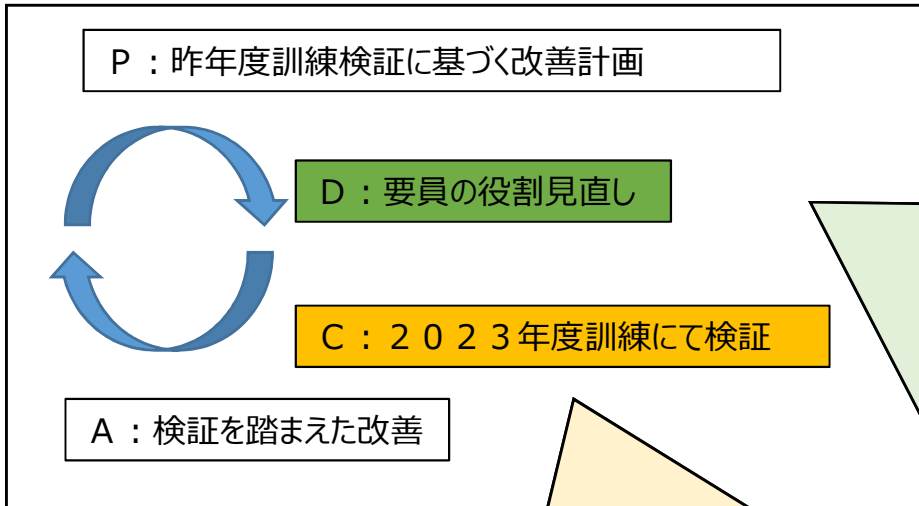 P：昨年度訓練検証に基づく改善計画
D：要員の役割見直し
C：２０２３年度訓練にて検証
A：検証を踏まえた改善